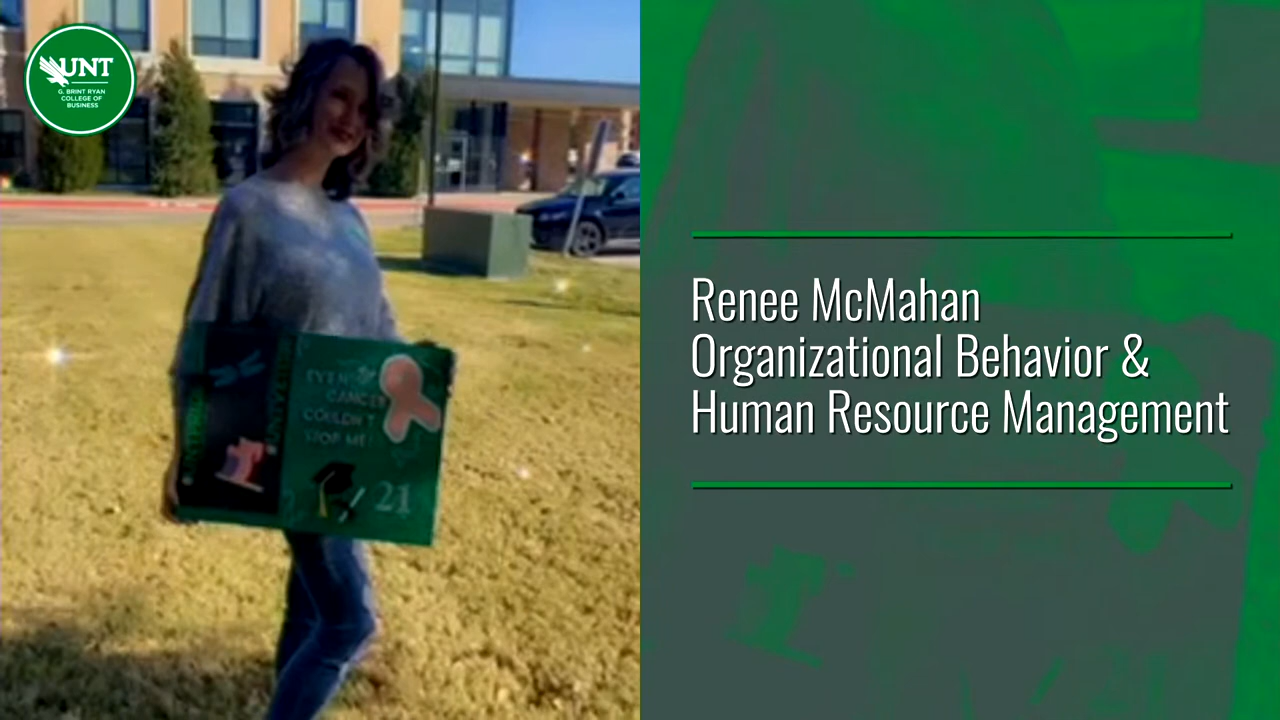 UNT
G. BRINT RYAN
COLLEGE OF
BUSINESS
EVEN
CANCER
COULDN'T
STOP ME!
21
Renee McMahan
Organizational Behavior &
Human Resource Management